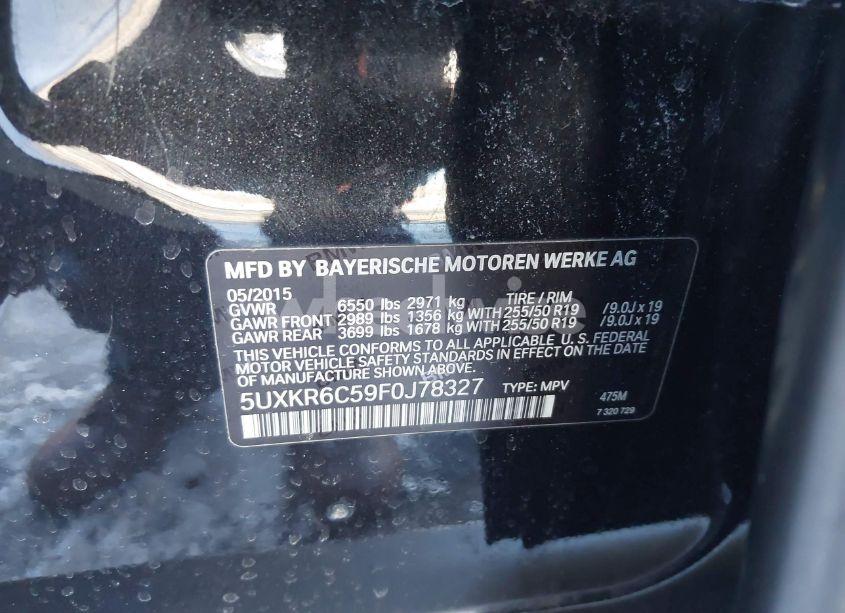 MFD BY BAYERISCHE MOTOREN WERKE AG
05/2015 TIRE / RIM
GVWR 6550 lbs 2971 kg
GAWR FRONT 2989 lbs 1356 kg WITH 255/50 R19 / 9.0J x 19
GAWR REAR 3699 lbs 1678 kg WITH 255/50 R19 / 9.0J x 19
THIS VEHICLE CONFORMS TO ALL APPLICABLE U. S. FEDERAL
MOTOR VEHICLE SAFETY STANDARDS IN EFFECT ON THE DATE
OF MANUFACTURE SHOWN ABOVE.
5UXKR6C59F0J78327 TYPE: MPV 475M
7 320 729